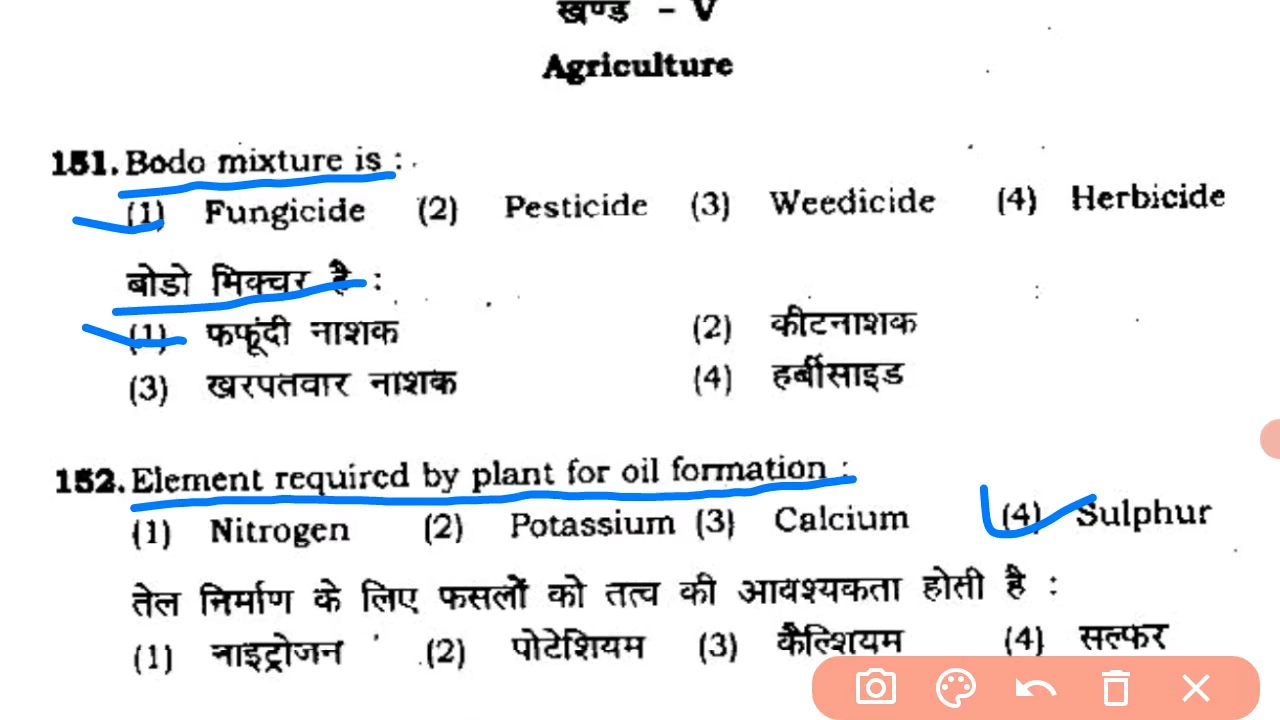 खण्ड - V
Agriculture
151. Bodo mixture is :
(1) Fungicide (2) Pesticide (3) Weedicide (4) Herbicide
बोडो मिक्चर है :
(1) फफूंदी नाशक (2) कीटनाशक
(3) खरपतवार नाशक (4) हर्बीसाइड
152. Element required by plant for oil formation :
(1) Nitrogen (2) Potassium (3) Calcium (4) Sulphur
तेल निर्माण के लिए फसलों को तत्व की आवश्यकता होती है :
(1) नाइट्रोजन (2) पोटेशियम (3) कैल्शियम (4) सल्फर